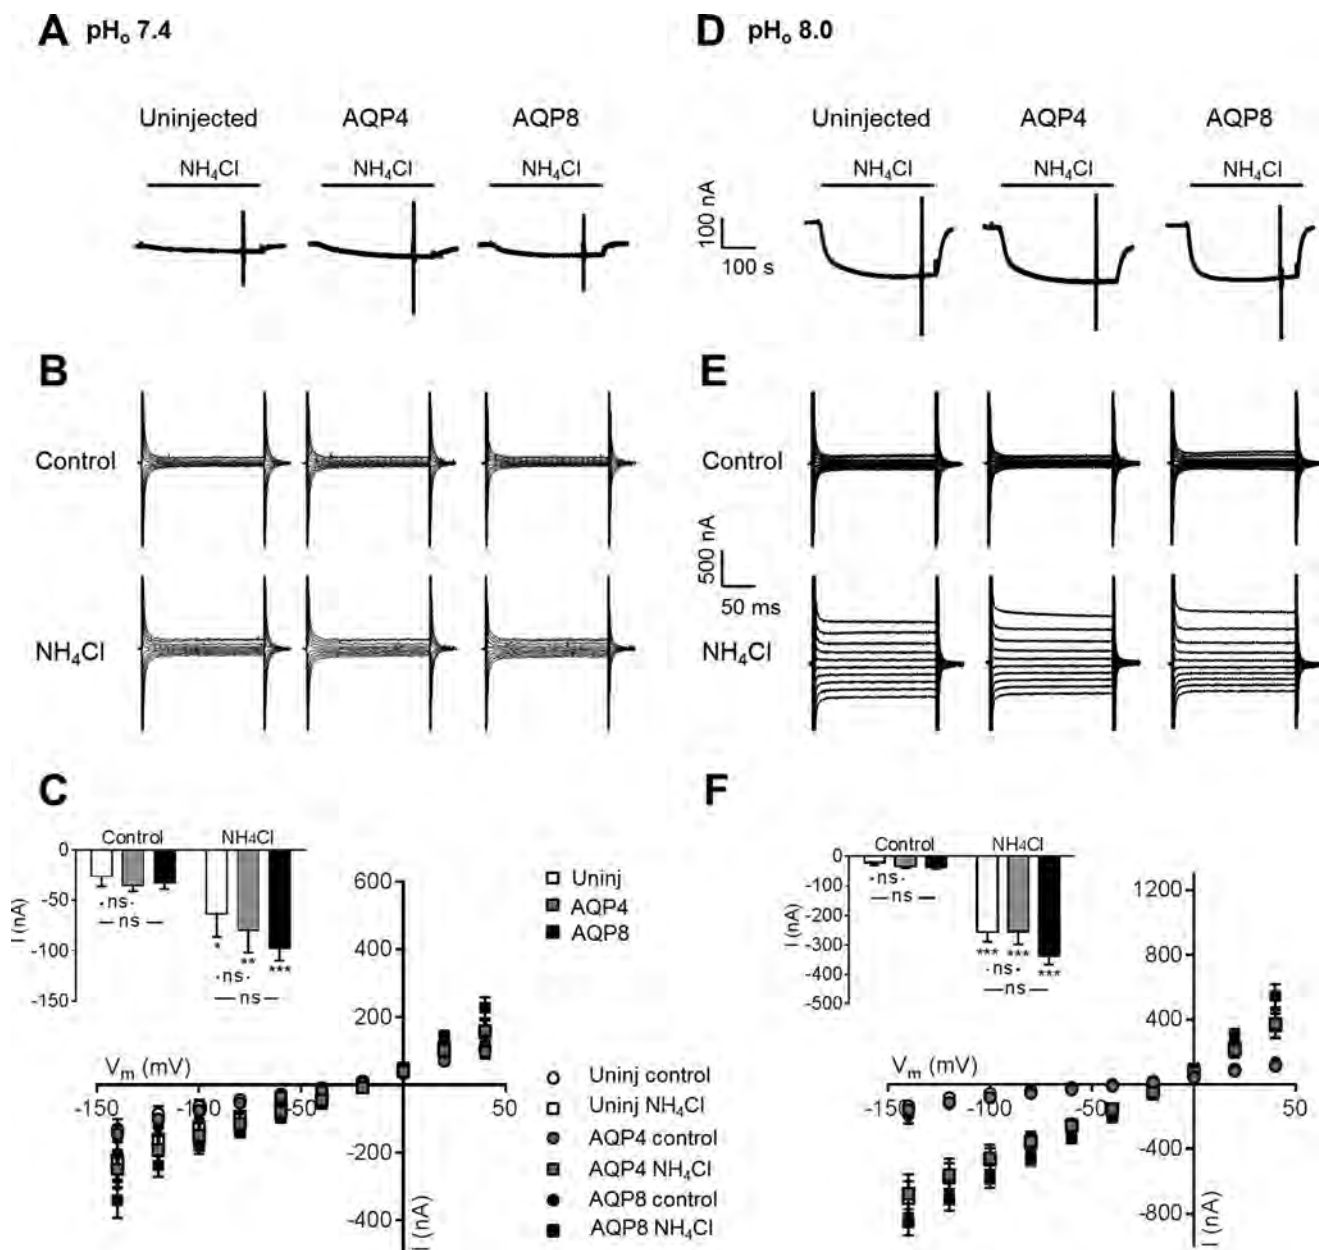 A pHₒ 7.4
Uninjected AQP4 AQP8
NH₄Cl NH₄Cl NH₄Cl
B
Control
NH₄Cl
C
Control NH4Cl
0
-50
-100
-150
I (nA)
ns
ns
* ** ***
ns
ns
Uninj
AQP4
AQP8
600
400
200
-200
-400
Vₘ (mV)
-150 -100 -50 50
I (nA)
Uninj control
Uninj NH₄Cl
AQP4 control
AQP4 NH₄Cl
AQP8 control
AQP8 NH₄Cl
D pHₒ 8.0
Uninjected AQP4 AQP8
NH₄Cl NH₄Cl NH₄Cl
100 nA
100 s
E
Control
500 nA
50 ms
NH₄Cl
F
Control NH₄Cl
0
-100
-200
-300
-400
-500
I (nA)
ns
ns
*** *** ***
ns
ns
1200
800
400
-400
-800
Vₘ (mV)
-150 -100 -50 50
I (nA)